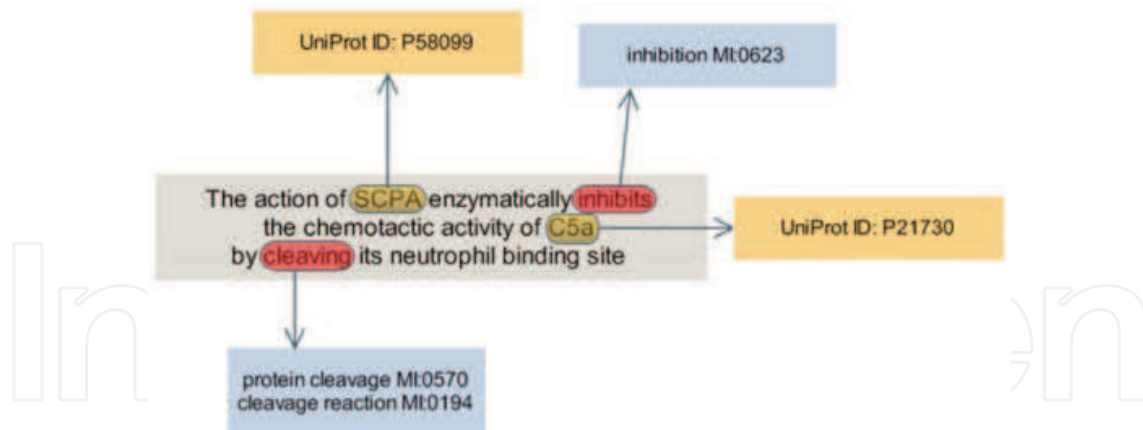 UniProt ID: P58099
inhibition MI:0623
The action of SCPA enzymatically inhibits
the chemotactic activity of C5a
by cleaving its neutrophil binding site
UniProt ID: P21730
protein cleavage MI:0570
cleavage reaction MI:0194